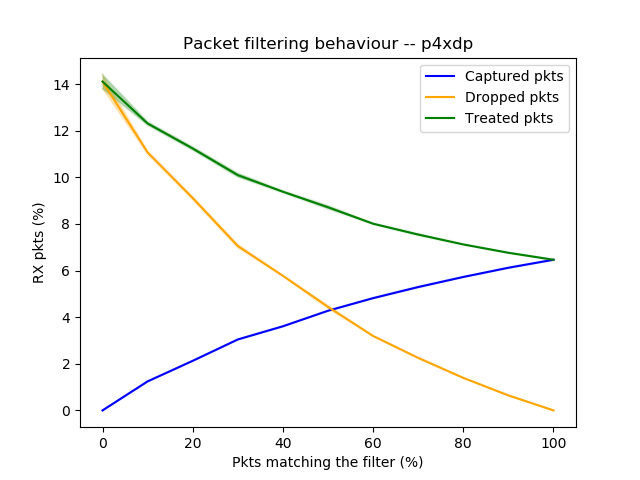 Packet filtering behaviour -- p4xdp
Captured pkts
Dropped pkts
Treated pkts
RX pkts (%)
14
12
10
8
6
4
2
0
0 20 40 60 80 100
Pkts matching the filter (%)